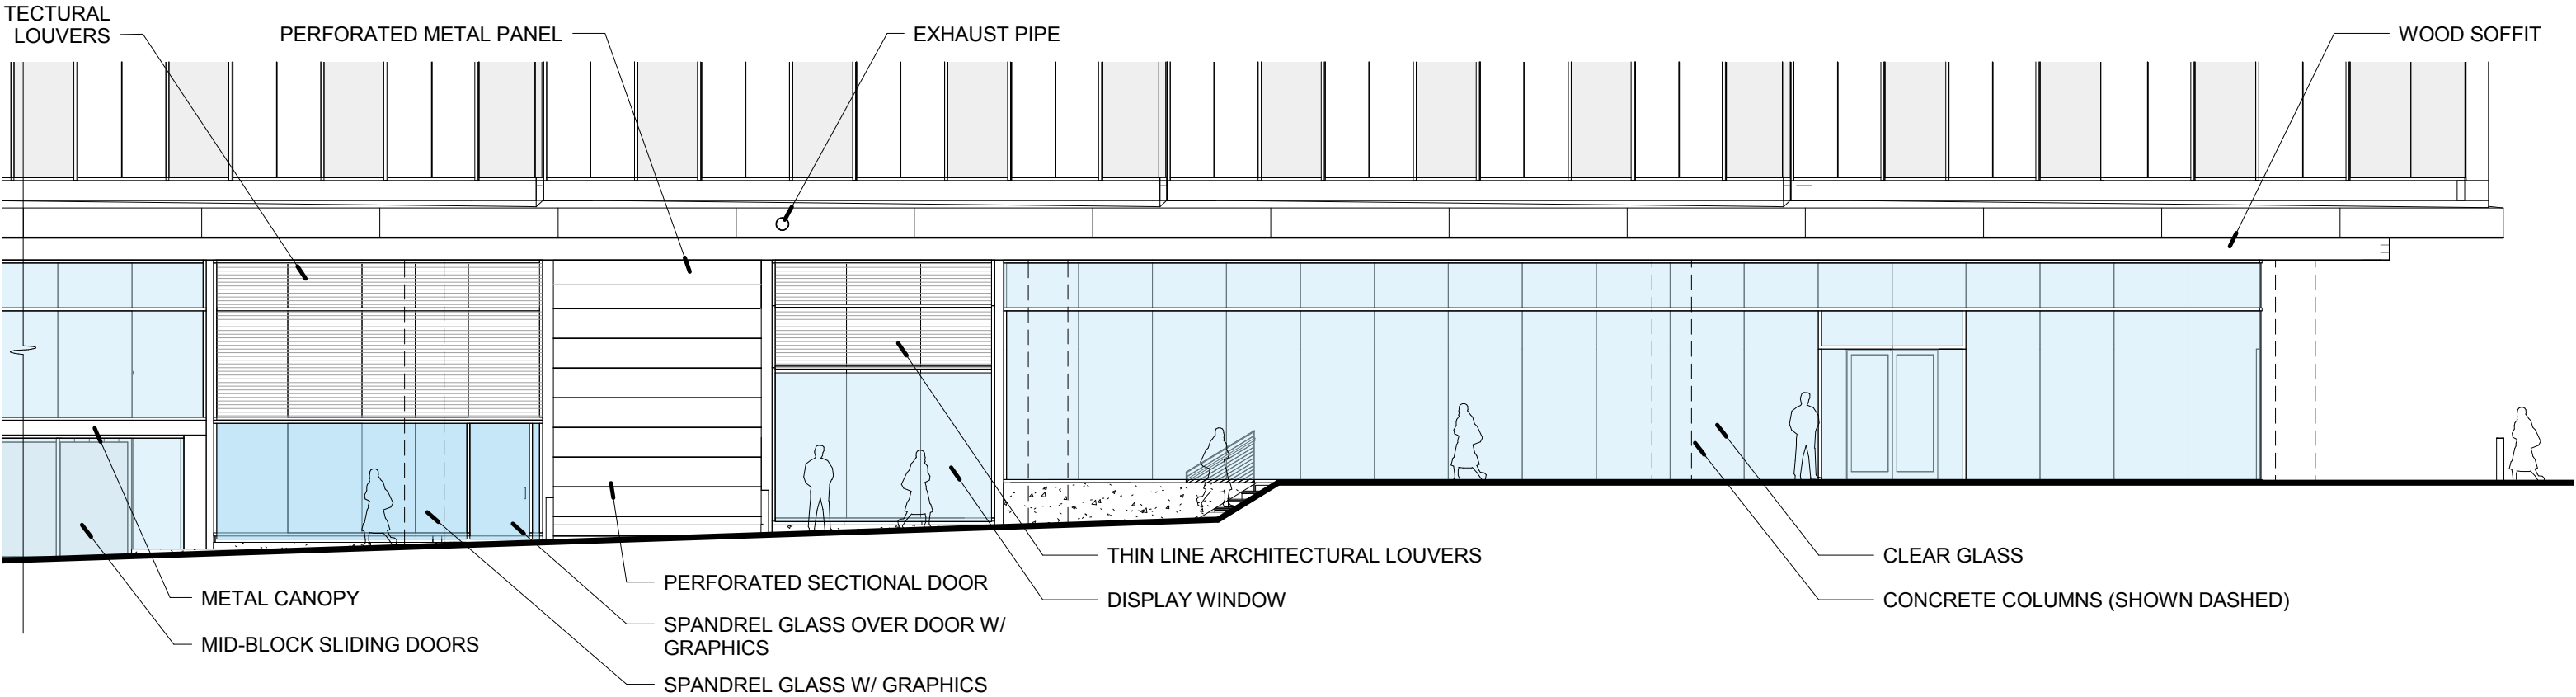 LOUVERS
PERFORATED METAL PANEL
EXHAUST PIPE
WOOD SOFFIT
THIN LINE ARCHITECTURAL LOUVERS
CLEAR GLASS
PERFORATED SECTIONAL DOOR
METAL CANOPY
DISPLAY WINDOW
CONCRETE COLUMNS (SHOWN DASHED)
SPANDREL GLASS OVER DOOR W/
GRAPHICS
MID-BLOCK SLIDING DOORS
SPANDREL GLASS W/ GRAPHICS